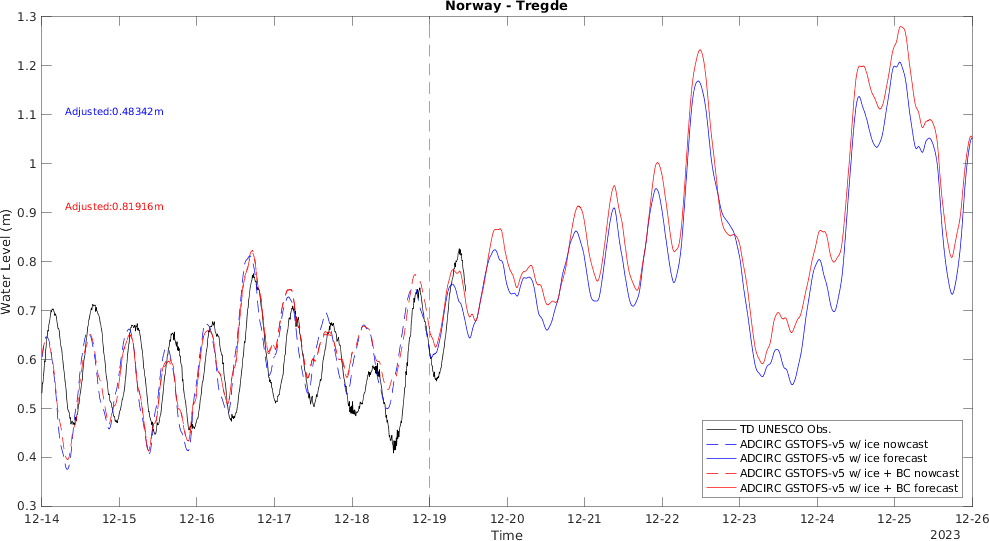 Norway - Tregde
1.3
1.2
1.1
1
0.9
0.8
0.7
0.6
0.5
0.4
0.3
Water Level (m)
Adjusted:0.48342m
Adjusted:0.81916m
TD UNESCO Obs.
ADCIRC GSTOFS-v5 w/ ice nowcast
ADCIRC GSTOFS-v5 w/ ice forecast
ADCIRC GSTOFS-v5 w/ ice + BC nowcast
ADCIRC GSTOFS-v5 w/ ice + BC forecast
12-14 12-15 12-16 12-17 12-18 12-19 12-20 12-21 12-22 12-23 12-24 12-25 12-26
Time
2023